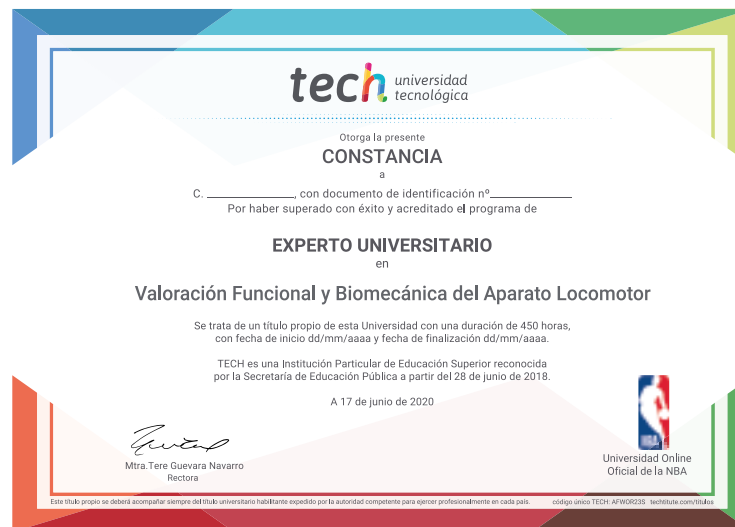 tech universidad
tecnológica
Otorga la presente
CONSTANCIA
a
C. ________________, con documento de identificación nº______________
Por haber superado con éxito y acreditado el programa de
EXPERTO UNIVERSITARIO
en
Valoración Funcional y Biomecánica del Aparato Locomotor
Se trata de un título propio de esta Universidad con una duración de 450 horas,
con fecha de inicio dd/mm/aaaa y fecha de finalización dd/mm/aaaa.
TECH es una Institución Particular de Educación Superior reconocida
por la Secretaría de Educación Pública a partir del 28 de junio de 2018.
A 17 de junio de 2020
Mtra.Tere Guevara Navarro
Rectora
NBA
Universidad Online
Oficial de la NBA
Este título propio se deberá acompañar siempre del título universitario habilitante expedido por la autoridad competente para ejercer profesionalmente en cada país. código único TECH: AFWOR23S techtitute.com/titulos